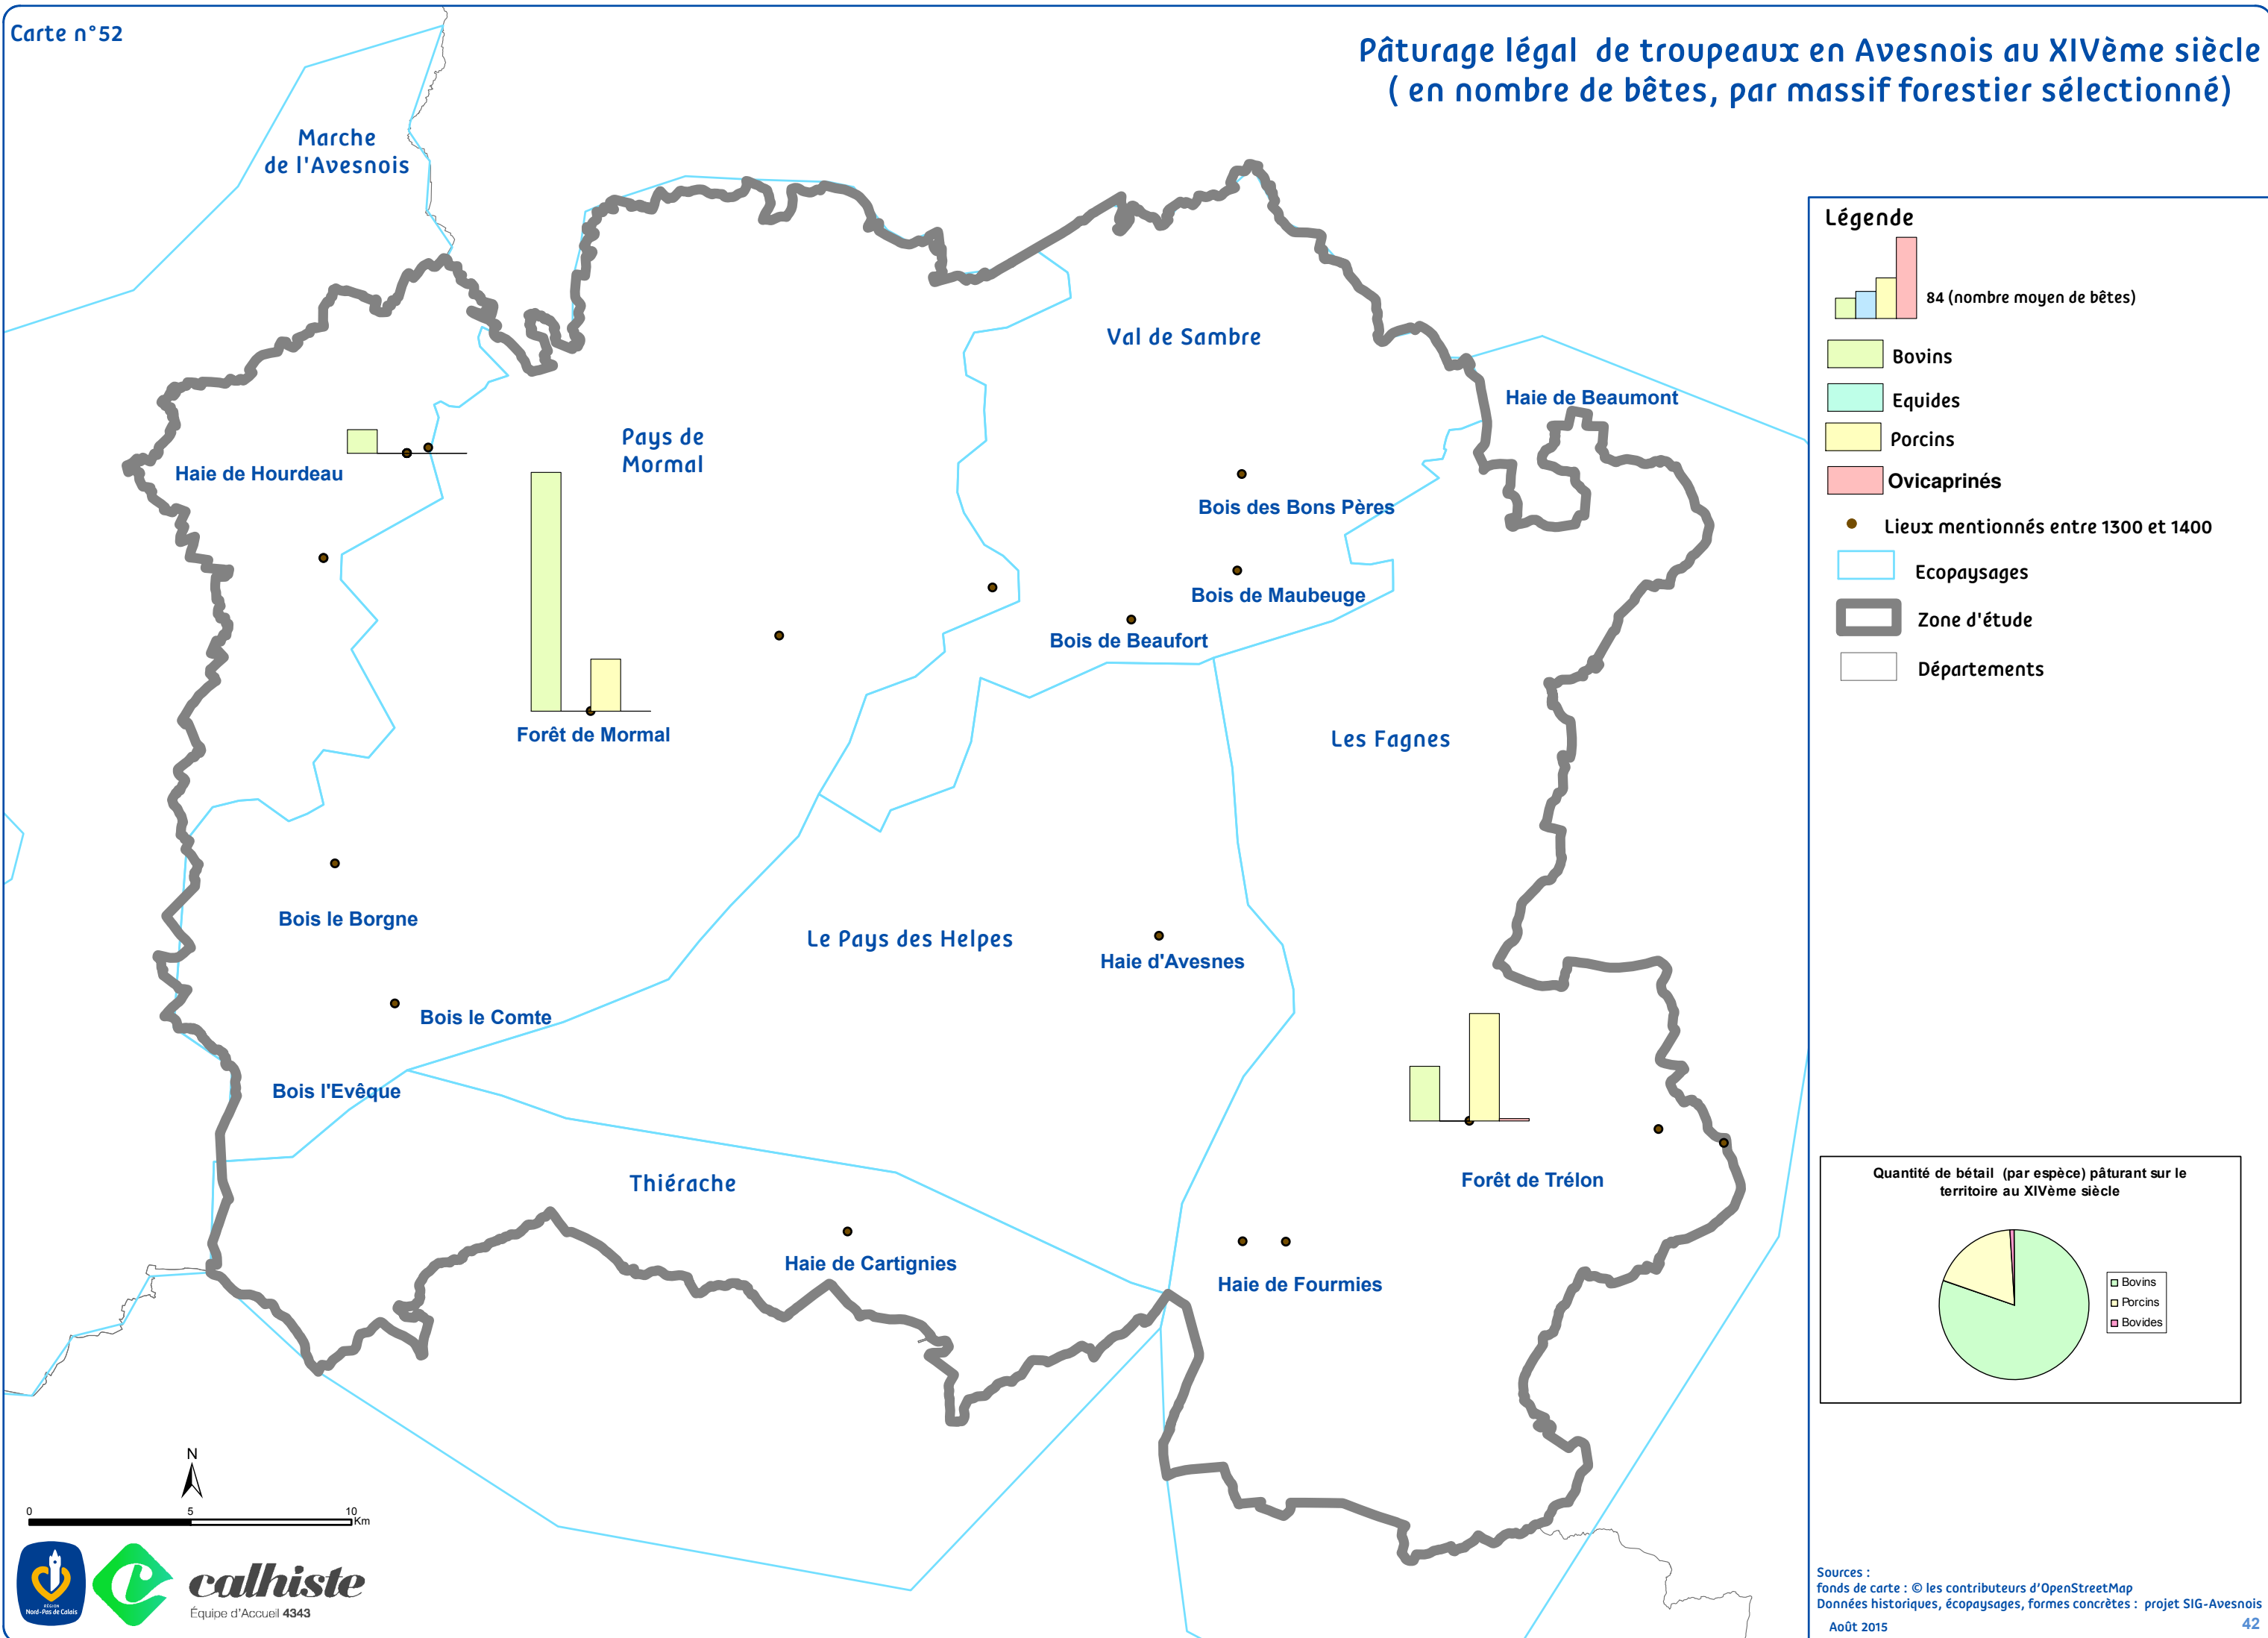 Carte n°52
Pâturage légal de troupeaux en Avesnois au XIVème siècle
( en nombre de bêtes, par massif forestier sélectionné)
Marche
de l'Avesnois
Val de Sambre
Haie de Beaumont
Pays de
Mormal
Haie de Hourdeau
Bois des Bons Pères
Bois de Maubeuge
Bois de Beaufort
Forêt de Mormal
Les Fagnes
Bois le Borgne
Le Pays des Helpes
Haie d'Avesnes
Bois le Comte
Bois l'Evêque
Thiérache
Forêt de Trélon
Haie de Cartignies
Haie de Fourmies
Légende
84 (nombre moyen de bêtes)
Bovins
Equides
Porcins
Ovicaprinés
Lieux mentionnés entre 1300 et 1400
Ecopaysages
Zone d'étude
Départements
Quantité de bétail (par espèce) pâturant sur le
territoire au XIVème siècle
Bovins
Porcins
Bovides
N
0 5 10
Km
RÉGION
Nord-Pas de Calais
calhiste
Équipe d'Accueil 4343
Sources :
fonds de carte : © les contributeurs d'OpenStreetMap
Données historiques, écopaysages, formes concrètes : projet SIG-Avesnois
Août 2015
42